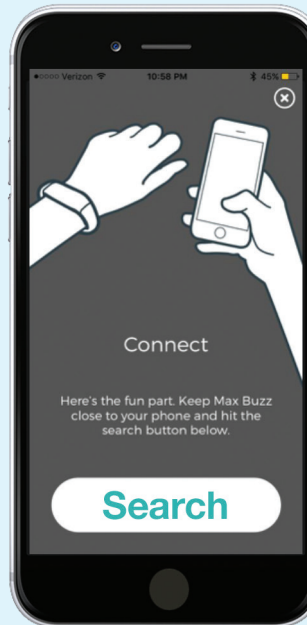 ●○○○○ Verizon 10:58 PM 45%
Connect
Here's the fun part. Keep Max Buzz
close to your phone and hit the
search button below.
Search